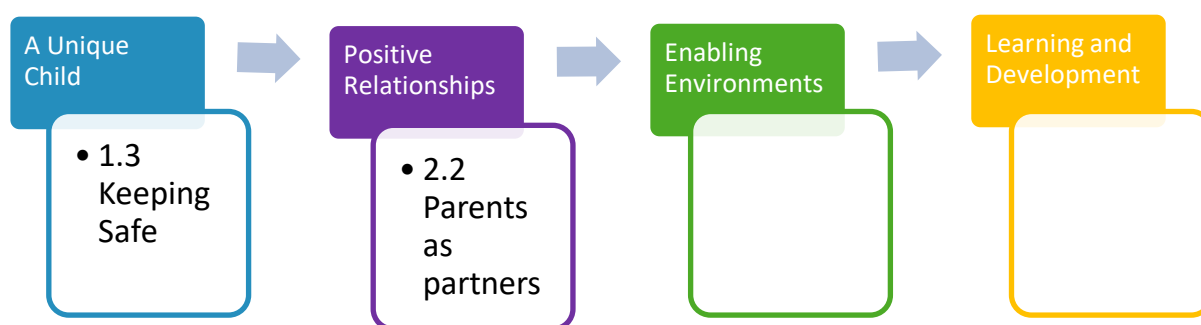 A Unique
Child
• 1.3
Keeping
Safe
Positive
Relationships
• 2.2
Parents
as
partners
Enabling
Environments
Learning and
Development